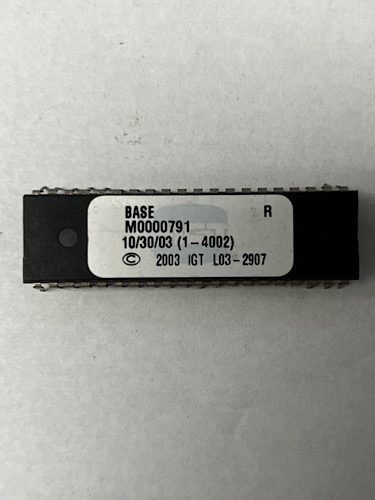 BASE R
M0000791
10/30/03 (1-4002)
© 2003 IGT L03-2907